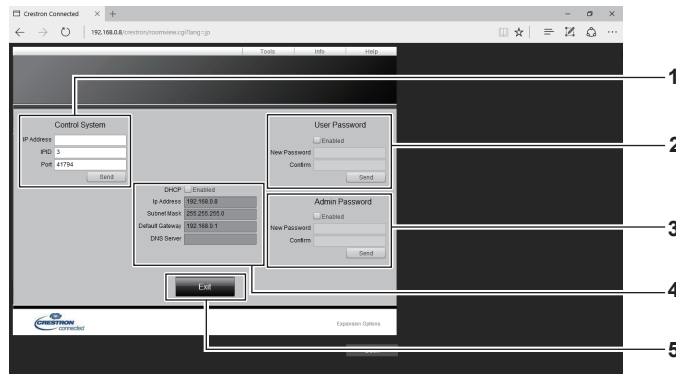 Crestron Connected
192.168.0.8/crestron/roomview.cgi?lang=jp
Tools Info Help
1
Control System
IP Address
IPID 3
Port 41794
Send
User Password
Enabled
New Password
Confirm
Send
2
DHCP Enabled
Ip Address 192.168.0.8
Subnet Mask 255.255.255.0
Default Gateway 192.168.0.1
DNS Server
Admin Password
Enabled
New Password
Confirm
Send
3
Exit
4
CRESTRON connected
Expansion Options
5